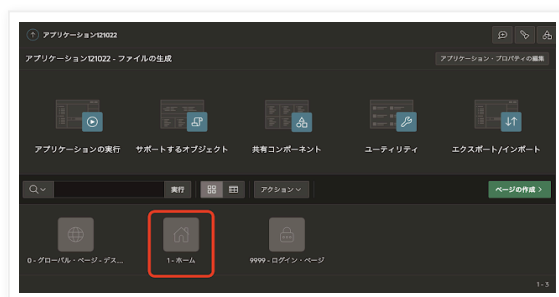 アプリケーション121022
アプリケーション121022 - ファイルの生成
アプリケーション・プロパティの編集
アプリケーションの実行
サポートするオブジェクト
共有コンポーネント
ユーティリティ
エクスポート/インポート
実行
アクション
ページの作成 >
0 - グローバル・ページ - デス...
1 - ホーム
9999 - ログイン・ページ
1 - 3